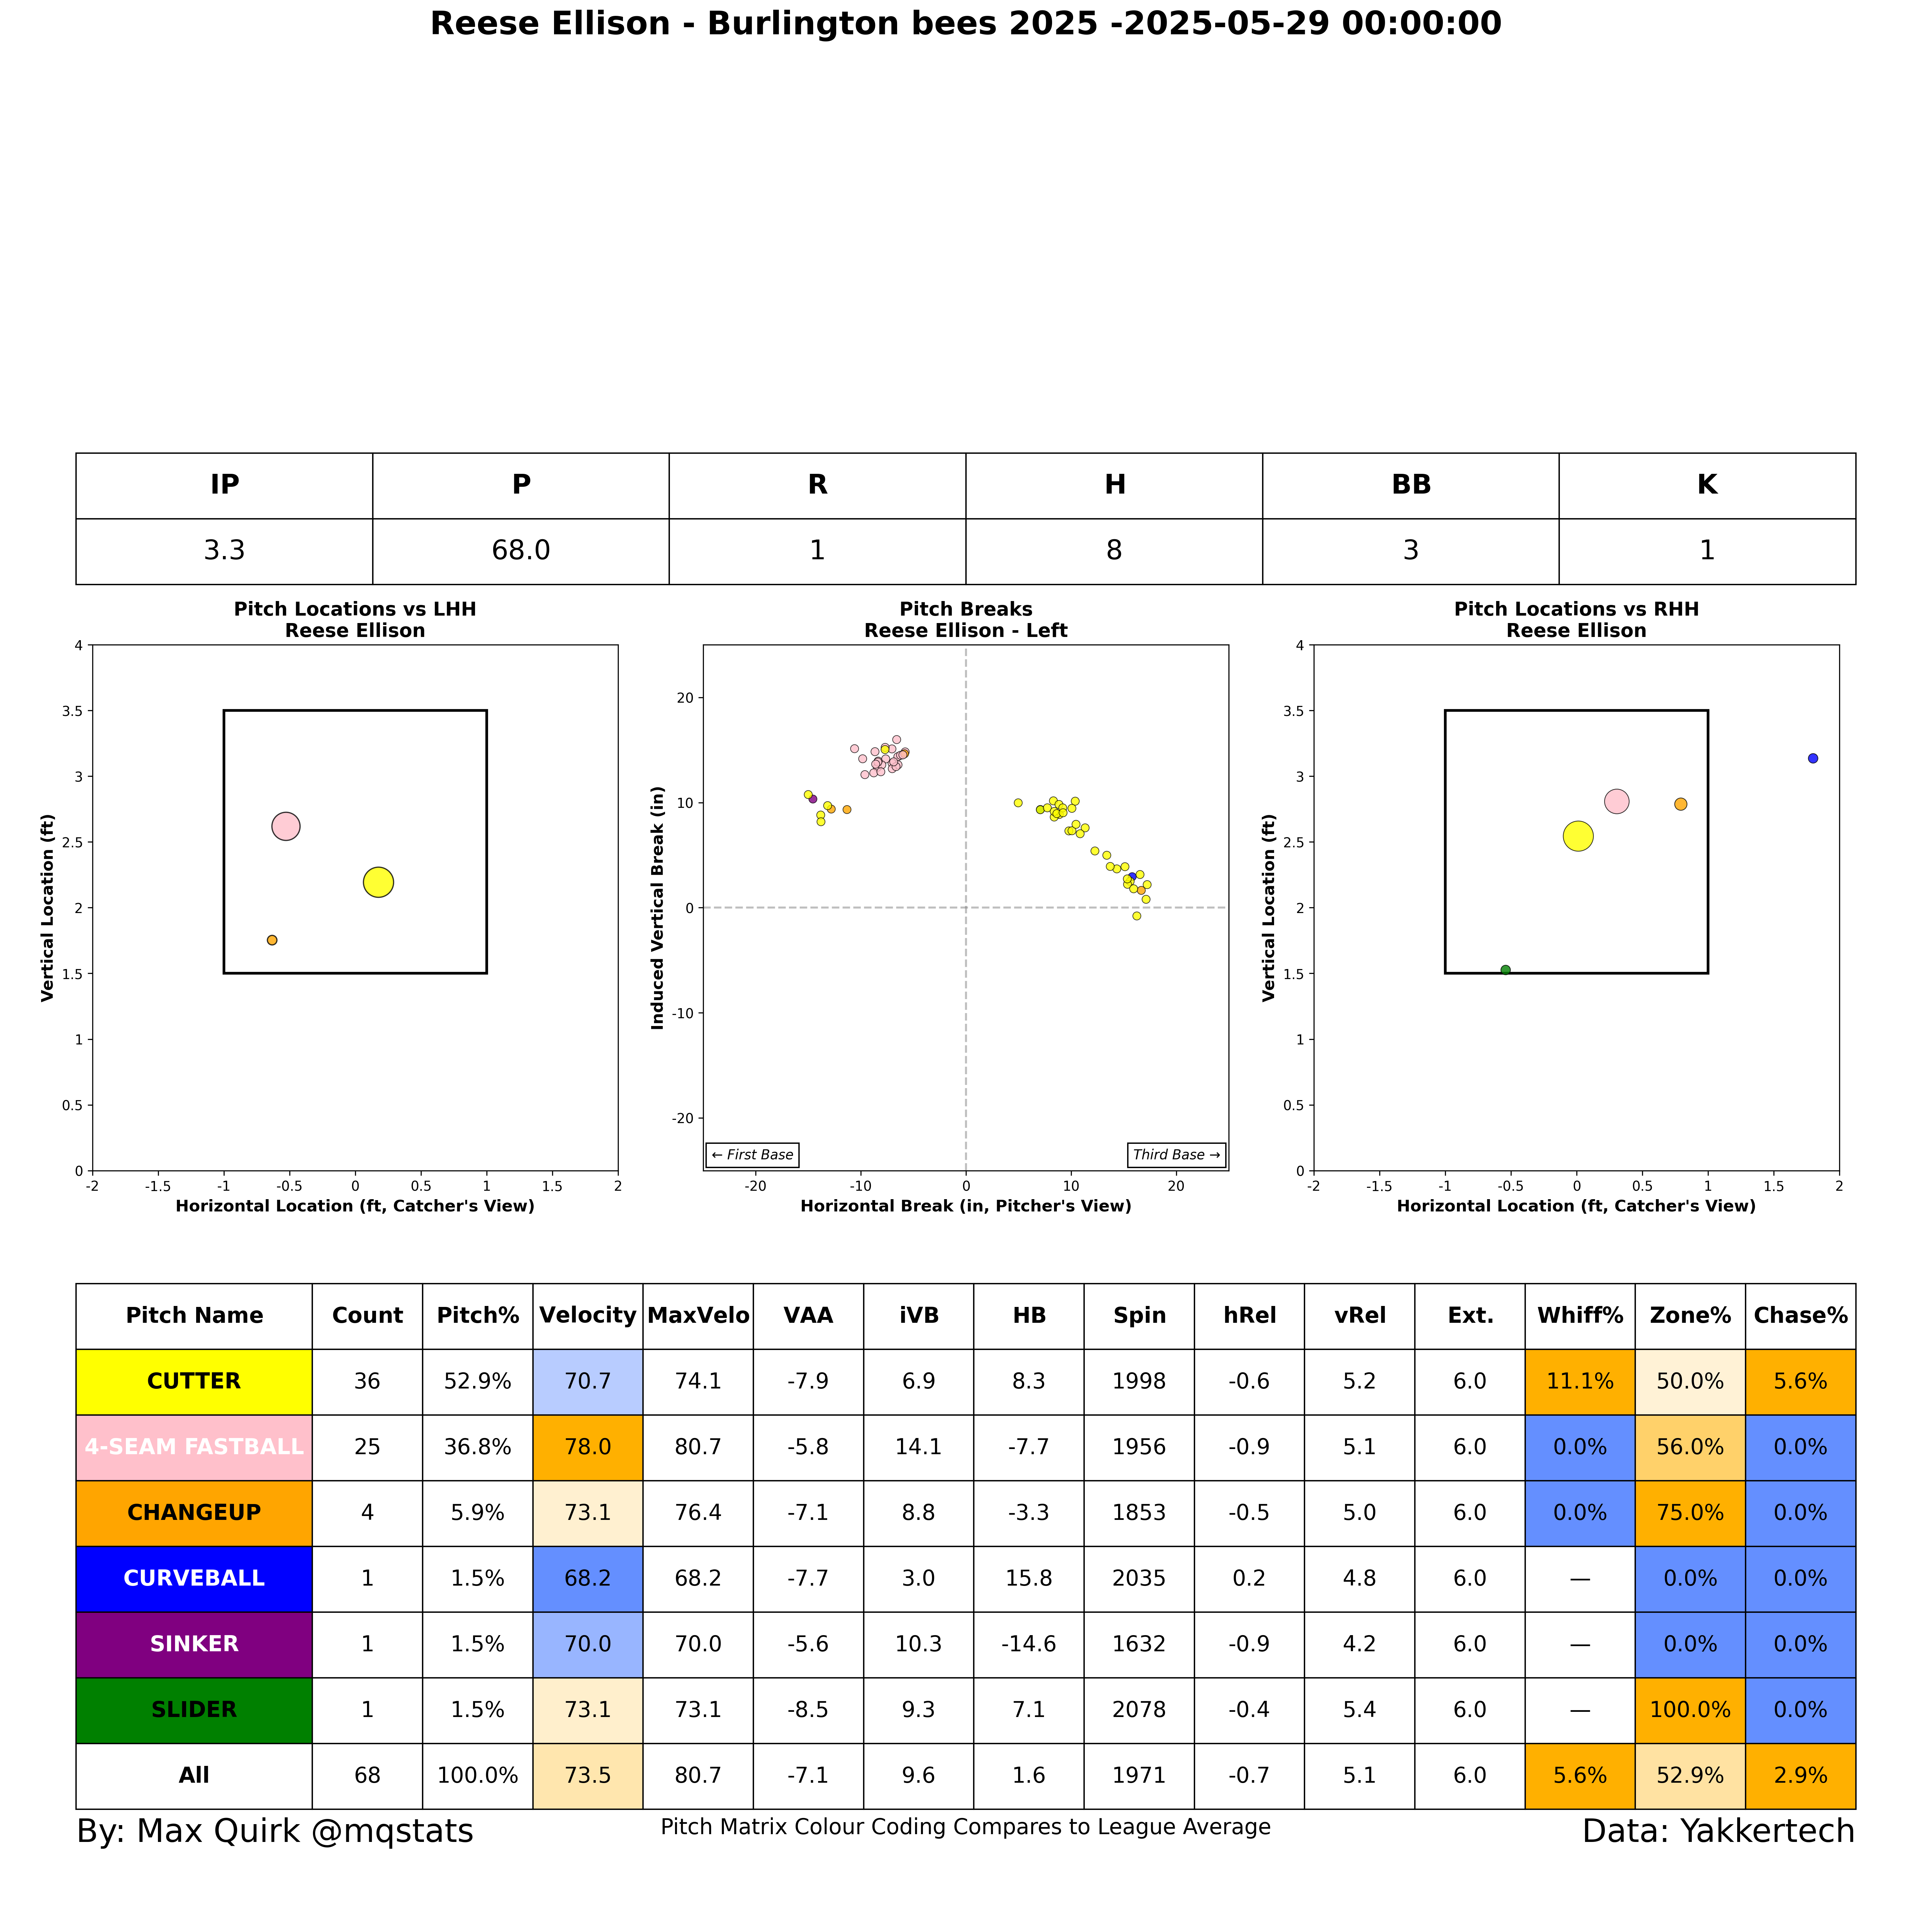 Reese Ellison - Burlington bees 2025 -2025-05-29 00:00:00
IP P R H BB K
3.3 68.0 1 8 3 1
Pitch Locations vs LHH
Reese Ellison
4
3.5
3
2.5
2
1.5
1
0.5
0
Vertical Location (ft)
-2 -1.5 -1 -0.5 0 0.5 1 1.5 2
Horizontal Location (ft, Catcher's View)
Pitch Breaks
Reese Ellison - Left
20
10
0
-10
-20
Induced Vertical Break (in)
← First Base
Third Base →
-20 -10 0 10 20
Horizontal Break (in, Pitcher's View)
Pitch Locations vs RHH
Reese Ellison
4
3.5
3
2.5
2
1.5
1
0.5
0
Vertical Location (ft)
-2 -1.5 -1 -0.5 0 0.5 1 1.5 2
Horizontal Location (ft, Catcher's View)
Pitch Name Count Pitch% Velocity MaxVelo VAA iVB HB Spin hRel vRel Ext. Whiff% Zone% Chase%
CUTTER 36 52.9% 70.7 74.1 -7.9 6.9 8.3 1998 -0.6 5.2 6.0 11.1% 50.0% 5.6%
4-SEAM FASTBALL 25 36.8% 78.0 80.7 -5.8 14.1 -7.7 1956 -0.9 5.1 6.0 0.0% 56.0% 0.0%
CHANGEUP 4 5.9% 73.1 76.4 -7.1 8.8 -3.3 1853 -0.5 5.0 6.0 0.0% 75.0% 0.0%
CURVEBALL 1 1.5% 68.2 68.2 -7.7 3.0 15.8 2035 0.2 4.8 6.0 — 0.0% 0.0%
SINKER 1 1.5% 70.0 70.0 -5.6 10.3 -14.6 1632 -0.9 4.2 6.0 — 0.0% 0.0%
SLIDER 1 1.5% 73.1 73.1 -8.5 9.3 7.1 2078 -0.4 5.4 6.0 — 100.0% 0.0%
All 68 100.0% 73.5 80.7 -7.1 9.6 1.6 1971 -0.7 5.1 6.0 5.6% 52.9% 2.9%
By: Max Quirk @mqstats
Pitch Matrix Colour Coding Compares to League Average
Data: Yakkertech